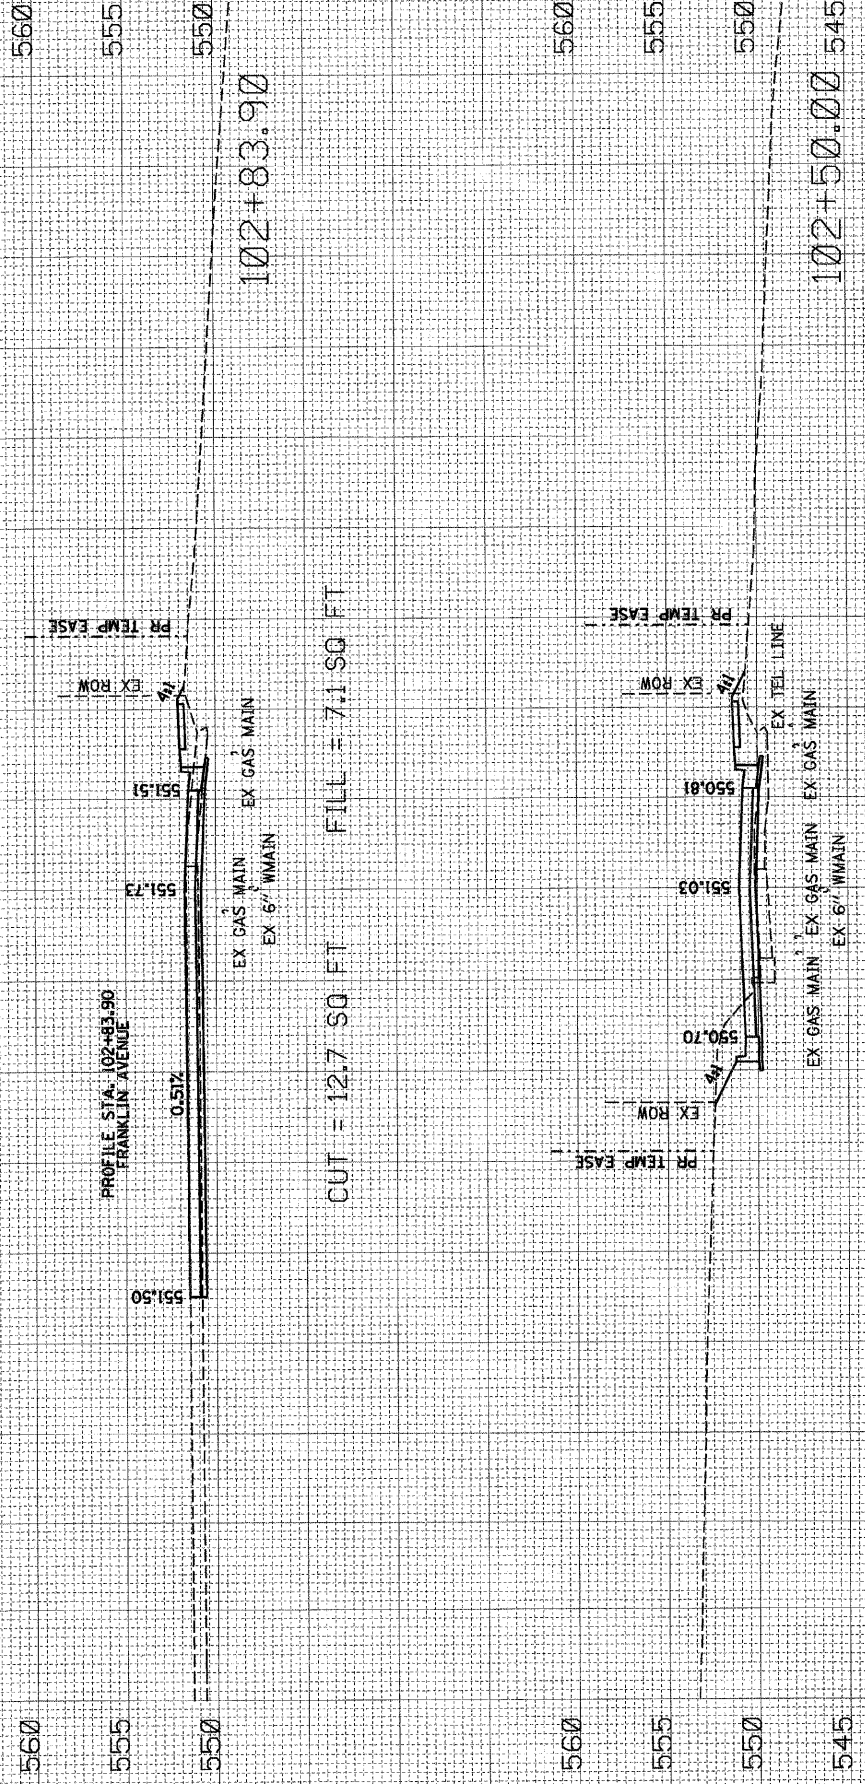 560
555
550
560
555
550
545
102+83.90
102+50.00
PR TEMP EASE
EX ROW
4:1
551.51
551.73
EX GAS MAIN
EX GAS MAIN
EX 6" WMAIN
PROFILE STA. 102+83.90
FRANKLIN AVENUE
0.51%
551.50
CUT = 12.7 SQ FT
FILL = 7.1 SQ FT
PR TEMP EASE
EX ROW
4:1
EX TEL LINE
550.81
551.03
550.70
EX GAS MAIN
EX GAS MAIN
EX GAS MAIN
EX 6" WMAIN
4:1
EX ROW
PR TEMP EASE
560
555
550
560
555
550
545